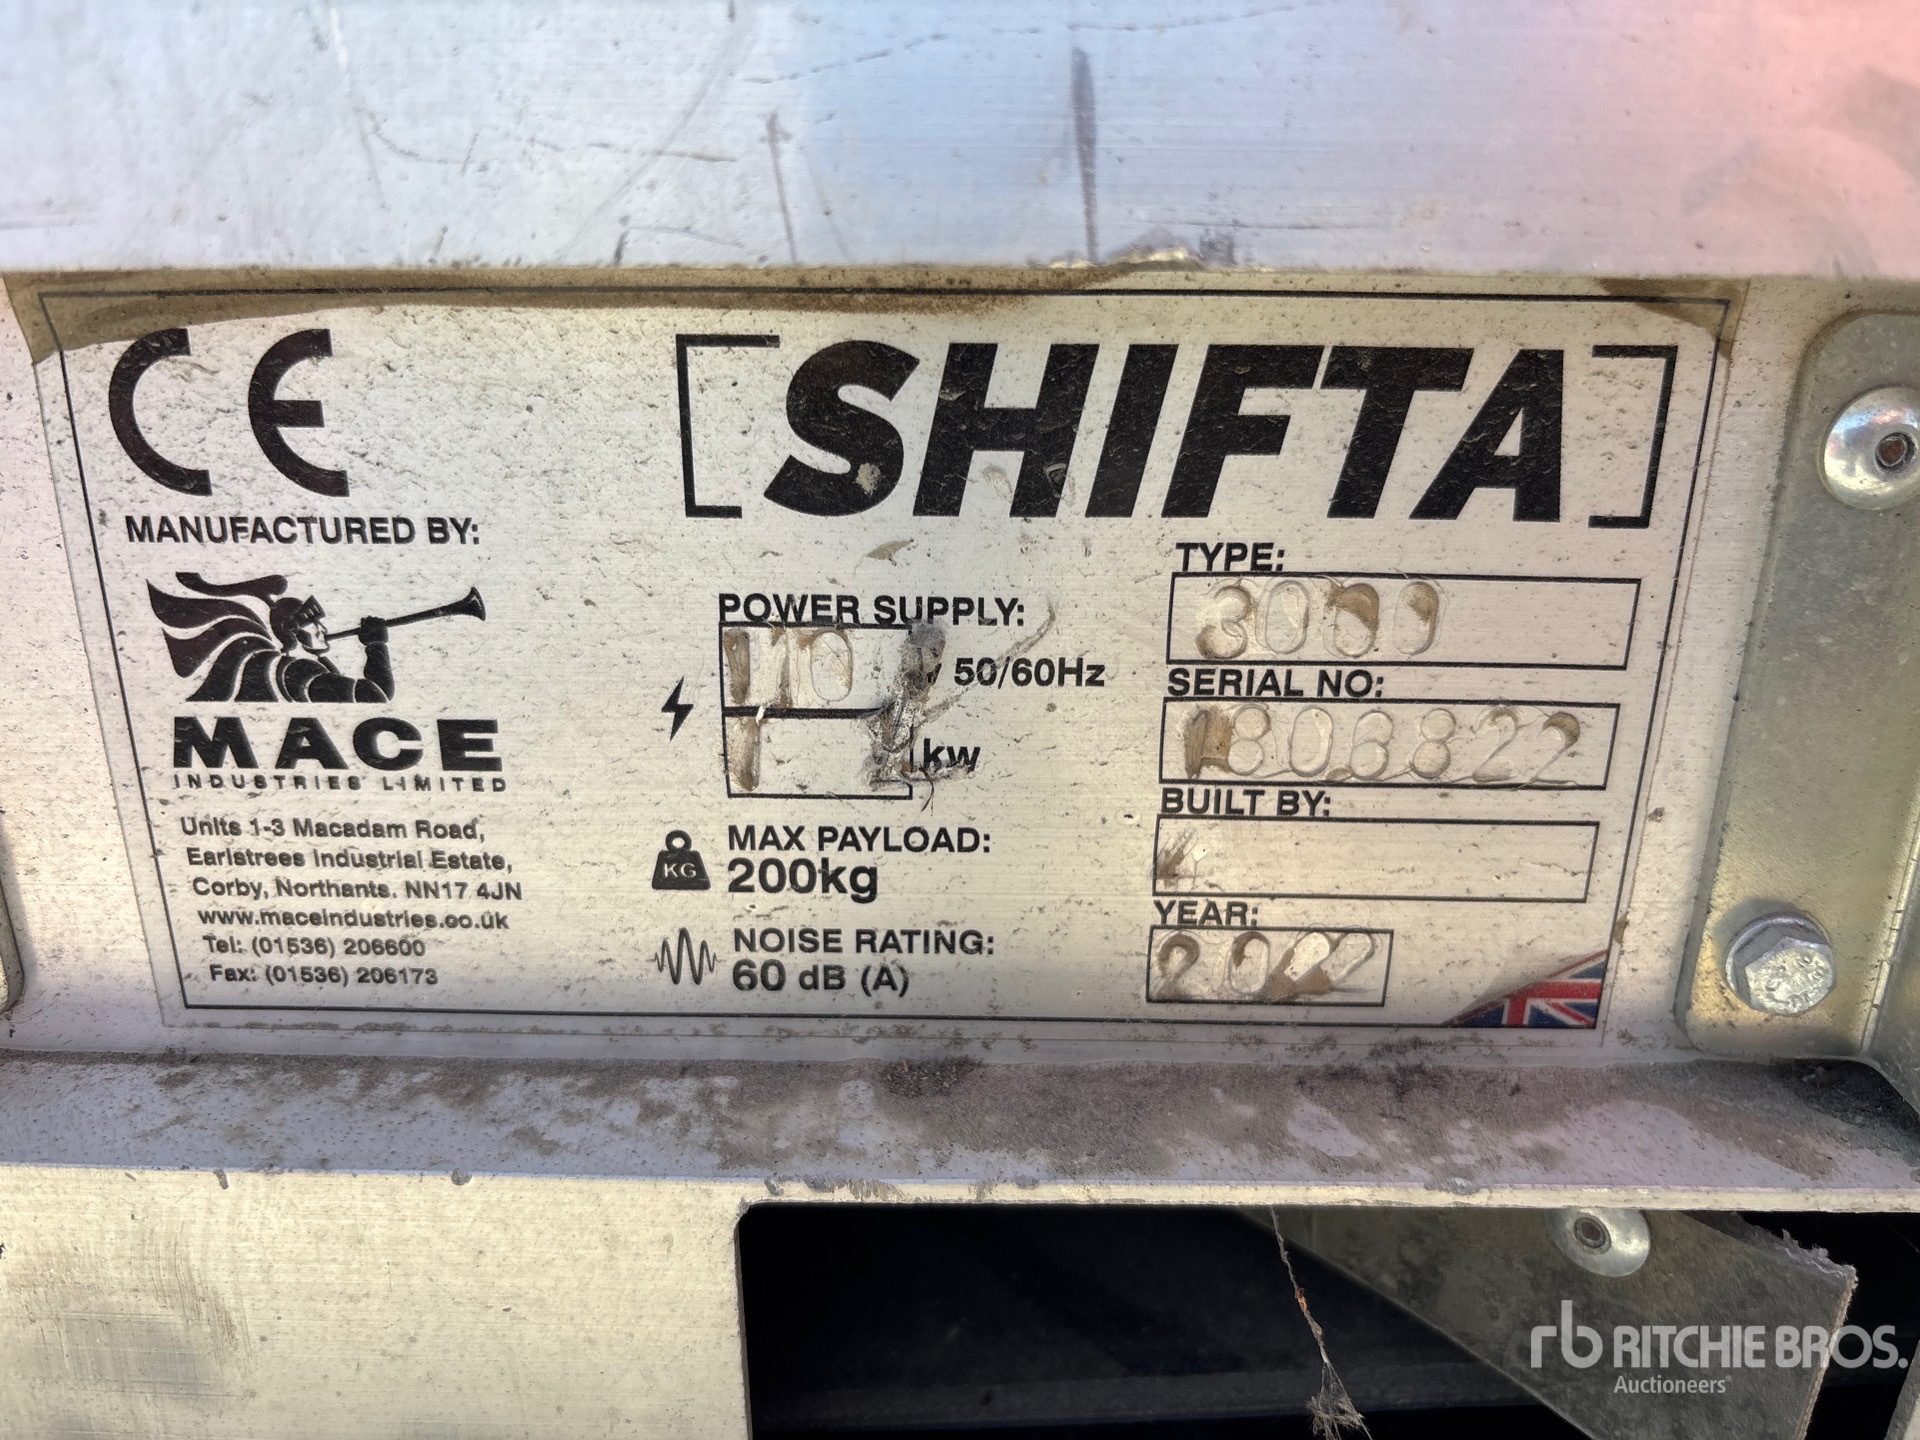 CE
MANUFACTURED BY:
MACE
INDUSTRIES LIMITED
Units 1-3 Macadam Road,
Earlstrees Industrial Estate,
Corby, Northants. NN17 4JN
www.maceindustries.co.uk
Tel: (01536) 206600
Fax: (01536) 206173
[SHIFTA]
POWER SUPPLY:
110 v 50/60Hz
kw
KG
MAX PAYLOAD:
200kg
NOISE RATING:
60 dB (A)
TYPE:
3000
SERIAL NO:
1806822
BUILT BY:
YEAR:
2022
rb RITCHIE BROS.
Auctioneers